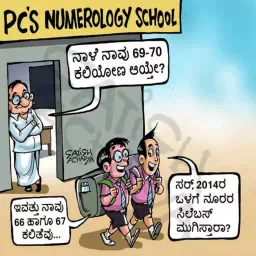 PC'S NUMEROLOGY SCHOOL
ನಾಳೆ ನಾವು 69-70
ಕಲಿಯೋಣ ಆಯ್ತೇ?
SATISH
ACHARYA
ಇವತ್ತು ನಾವು
66 ಹಾಗೂ 67
ಕಲಿತೆವು...
ಸರ್, 2014ರ
ಒಳಗೆ ನೂರರ
ಸಿಲೆಬಸ್
ಮುಗಿಸ್ತಾರಾ?